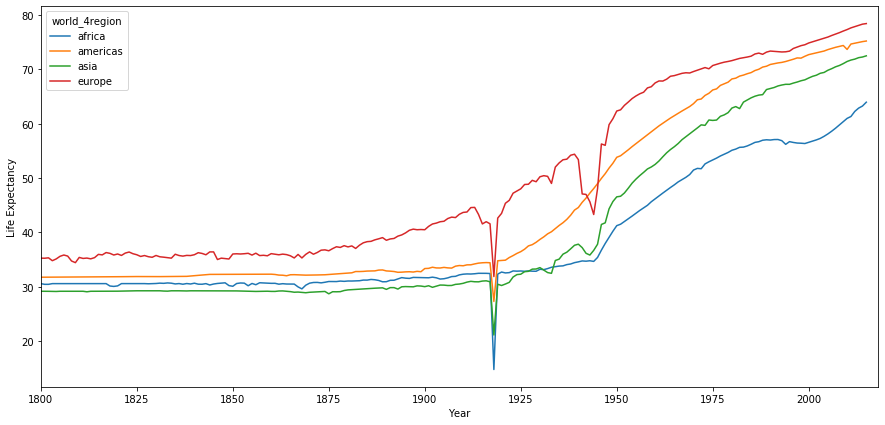 world_4region
africa
americas
asia
europe
Life Expectancy
80
70
60
50
40
30
20
1800
1825
1850
1875
1900
1925
1950
1975
2000
Year